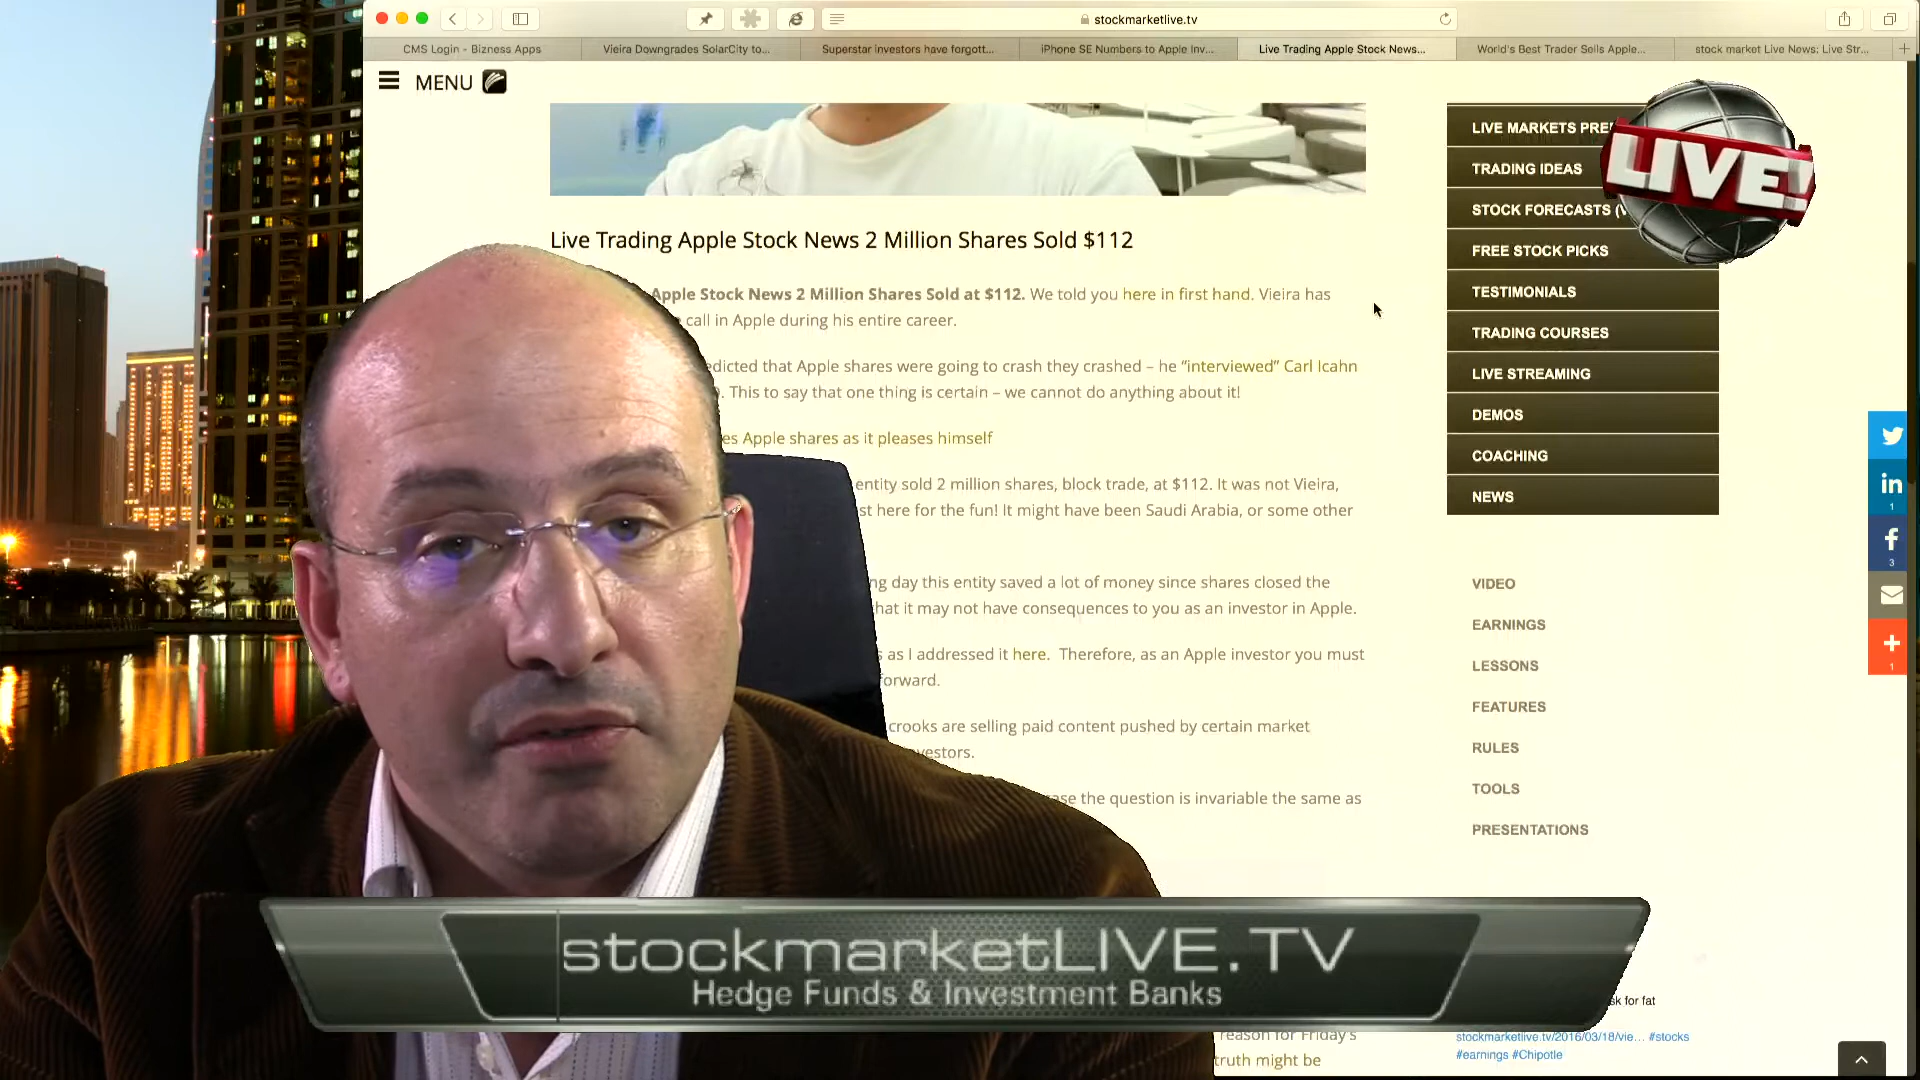 stockmarketlive.tv
CMS Login - Bizness Apps
Vieira Downgrades SolarCity to...
Superstar investors have forgott...
iPhone SE Numbers to Apple Inv...
Live Trading Apple Stock News...
World's Best Trader Sells Apple...
stock market Live News: Live Str...
MENU
Live Trading Apple Stock News 2 Million Shares Sold $112
Apple Stock News 2 Million Shares Sold at $112. We told you here in first hand. Vieira has
call in Apple during his entire career.
edicted that Apple shares were going to crash they crashed – he “interviewed” Carl Icahn
. This to say that one thing is certain – we cannot do anything about it!
es Apple shares as it pleases himself
entity sold 2 million shares, block trade, at $112. It was not Vieira,
st here for the fun! It might have been Saudi Arabia, or some other
ng day this entity saved a lot of money since shares closed the
hat it may not have consequences to you as an investor in Apple.
s as I addressed it here. Therefore, as an Apple investor you must
forward.
crooks are selling paid content pushed by certain market
vestors.
ase the question is invariable the same as
reason for Friday's
truth might be
LIVE MARKETS PRE
TRADING IDEAS
STOCK FORECASTS (V
FREE STOCK PICKS
TESTIMONIALS
TRADING COURSES
LIVE STREAMING
DEMOS
COACHING
NEWS
VIDEO
EARNINGS
LESSONS
FEATURES
RULES
TOOLS
PRESENTATIONS
LIVE!
in
1
f
3
+
1
sk for fat
stockmarketlive.tv/2016/03/18/vie... #stocks
#earnings #Chipotle
stockmarketLIVE.TV
Hedge Funds & Investment Banks